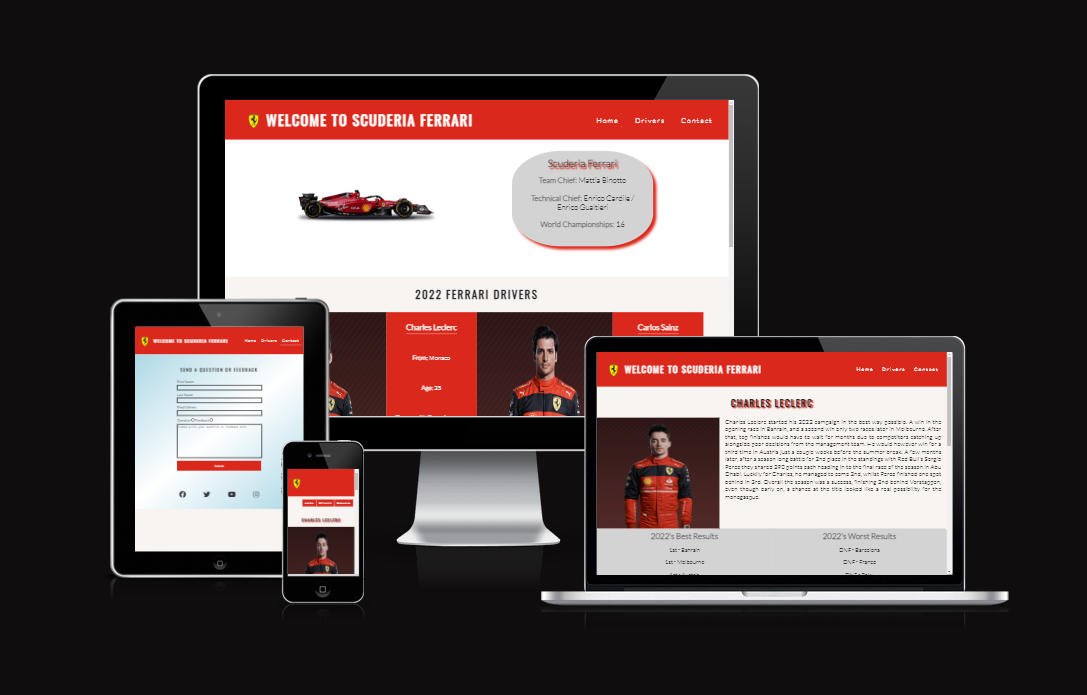 WELCOME TO SCUDERIA FERRARI
Home Drivers Contact
Scuderia Ferrari
Team Chief: Mattia Binotto
Technical Chief: Enrico Cardile /
Enrico Gualtieri
World Championships: 16
2022 FERRARI DRIVERS
Charles Leclerc
From: Monaco
Age: 25
Carlos Sainz
WELCOME TO SCUDERIA FERRARI
Home Drivers Contact
SEND A QUESTION OR FEEDBACK
First Name:
Last Name:
Email Address:
Question Feedback
Please write your question or feedback here
CHARLES LECLERC
WELCOME TO SCUDERIA FERRARI
Home Drivers Contact
CHARLES LECLERC
Charles Leclerc started his 2022 campaign in the best way possible. A win in the
opening race in Bahrain, and a second win only two races later in Melbourne. After
that, top finishes would have to wait for months due to competitors catching up
alongside poor decisions from the management team. He would however win for a
third time in Austria just a couple weeks before the summer break. A few months
later, after a season long battle for 2nd place in the standings with Red Bull's Sergio
Perez they shared 290 points each heading in to the final race of the season in Abu
Dhabi. Luckily for Charles, he managed to come 2nd, whilst Perez finished one spot
behind in 3rd. Overall the season was a success, finishing 2nd behind Verstappen,
even though early on, a chance at the title looked like a real possibility for the
monegasque.
2022's Best Results
1st - Bahrain
1st - Melbourne
2022's Worst Results
DNF - Barcelona
DNF - France